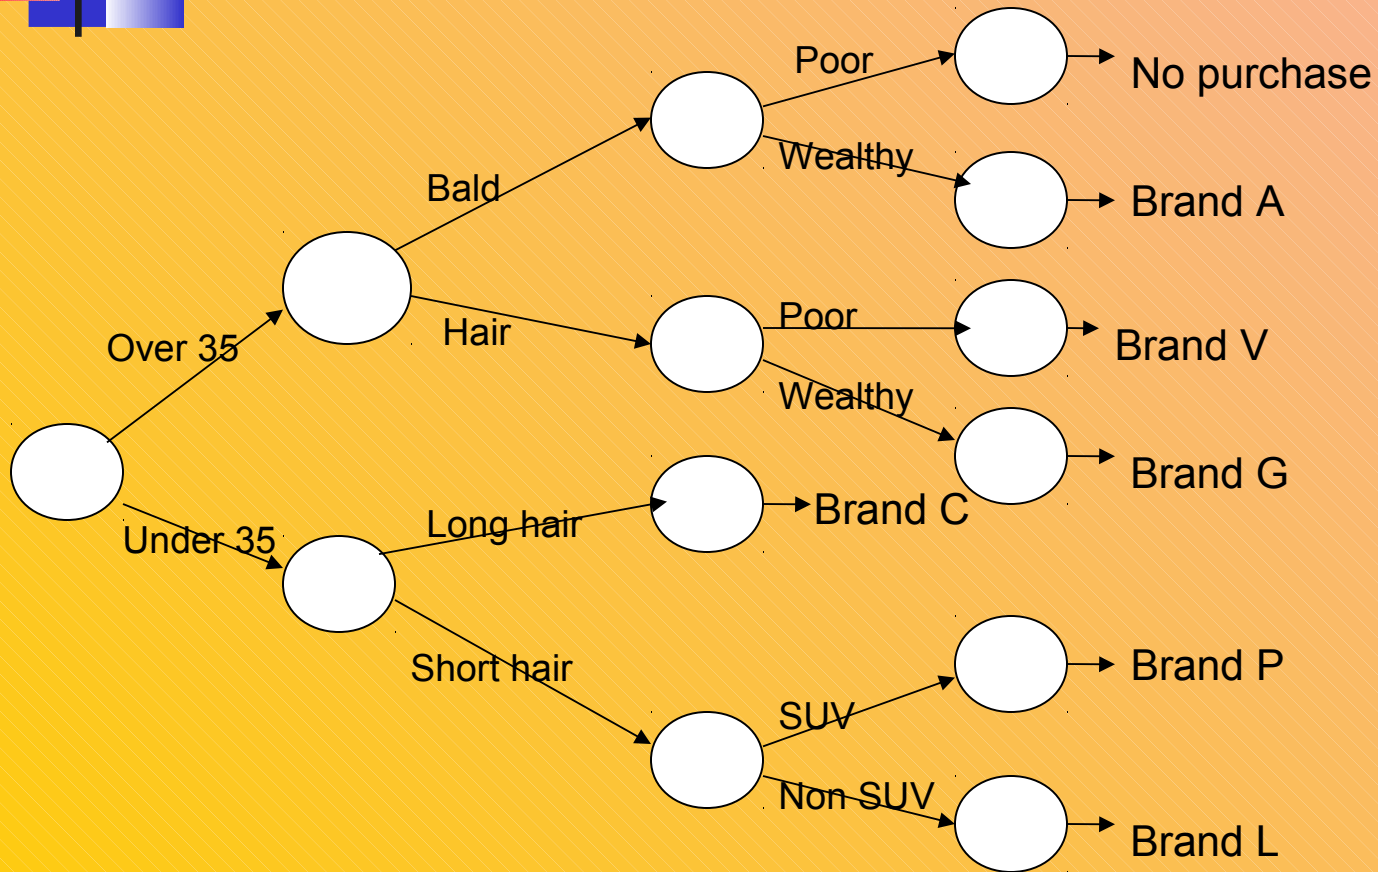 Poor
No purchase
Wealthy
Bald
Brand A
Poor
Hair
Over 35
Brand V
Wealthy
Brand G
Long hair
Brand C
Under 35
Short hair
Brand P
SUV
Non SUV
Brand L